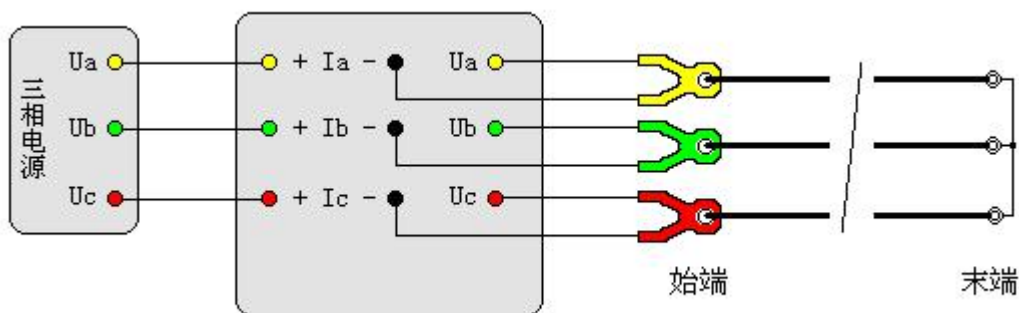 三相电源
Ua + Ia - Ua
Ub + Ib - Ub
Uc + Ic - Uc
始端 末端